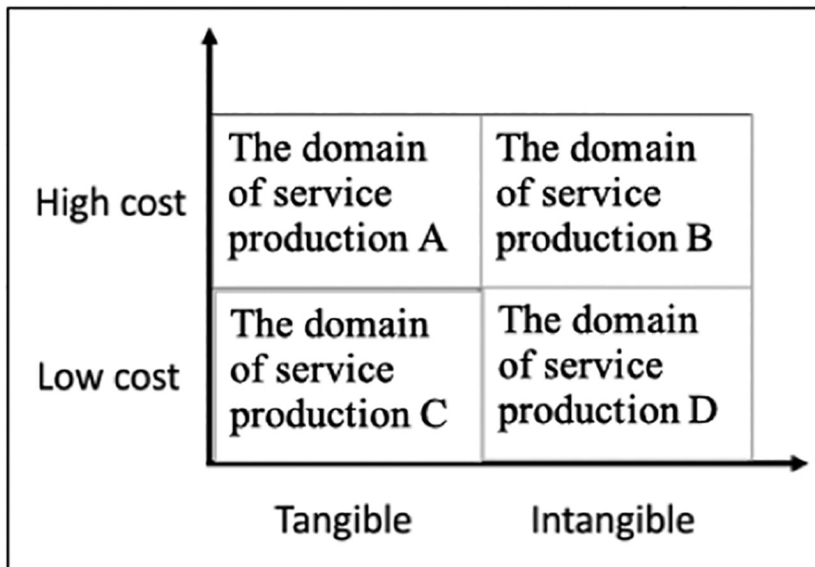 High cost
The domain
of service
production A
The domain
of service
production B
Low cost
The domain
of service
production C
The domain
of service
production D
Tangible
Intangible